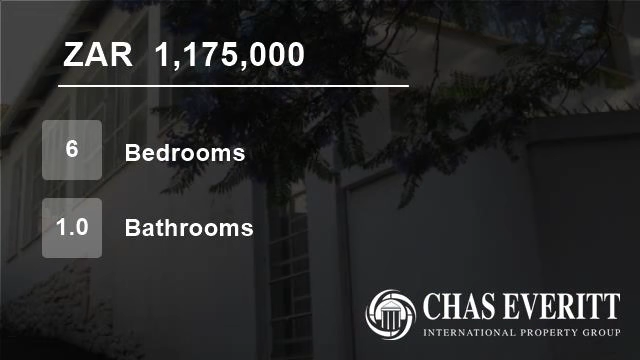 ZAR 1,175,000
6 Bedrooms
1.0 Bathrooms
CHAS EVERITT
INTERNATIONAL PROPERTY GROUP